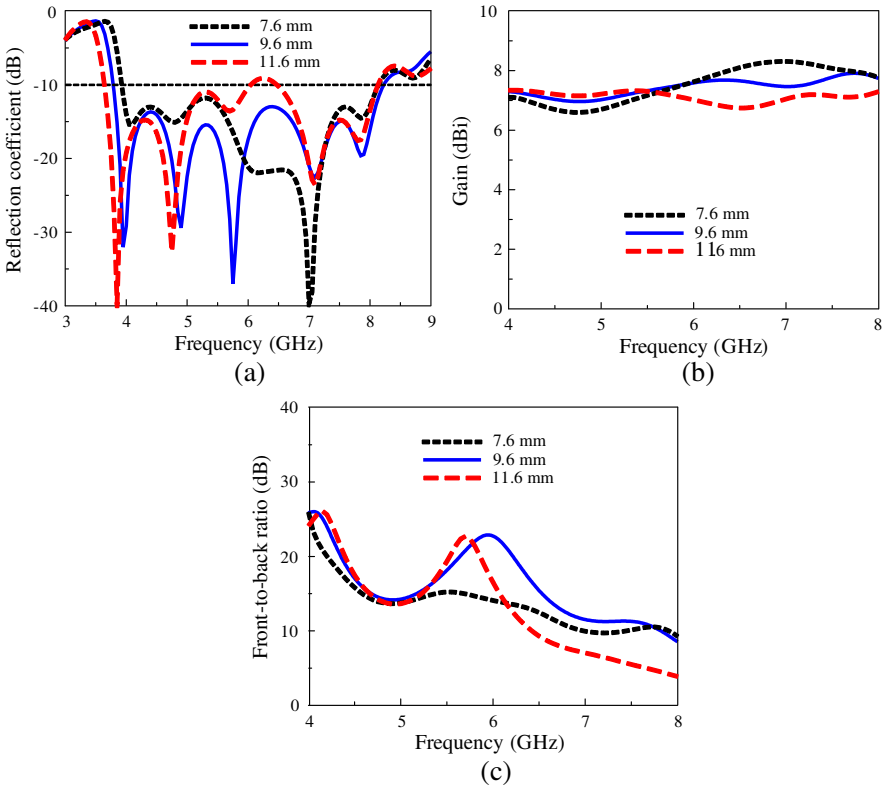 0
-10
-20
-30
-40
Reflection coefficient (dB)
7.6 mm
9.6 mm
11.6 mm
3 4 5 6 7 8 9
Frequency (GHz)
(a)
10
8
6
4
2
0
Gain (dBi)
7.6 mm
9.6 mm
116 mm
4 5 6 7 8
Frequency (GHz)
(b)
40
30
20
10
0
Front-to-back ratio (dB)
7.6 mm
9.6 mm
11.6 mm
4 5 6 7 8
Frequency (GHz)
(c)